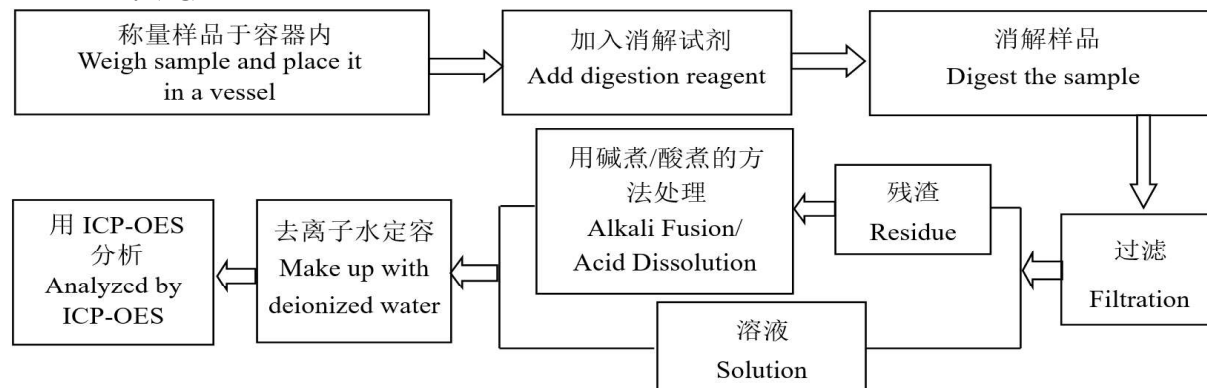 称量样品于容器内
Weigh sample and place it
in a vessel
加入消解试剂
Add digestion reagent
消解样品
Digest the sample
过滤
Filtration
残渣
Residue
用碱煮/酸煮的方
法处理
Alkali Fusion/
Acid Dissolution
溶液
Solution
去离子水定容
Make up with
deionized water
用 ICP-OES
分析
Analyzed by
ICP-OES